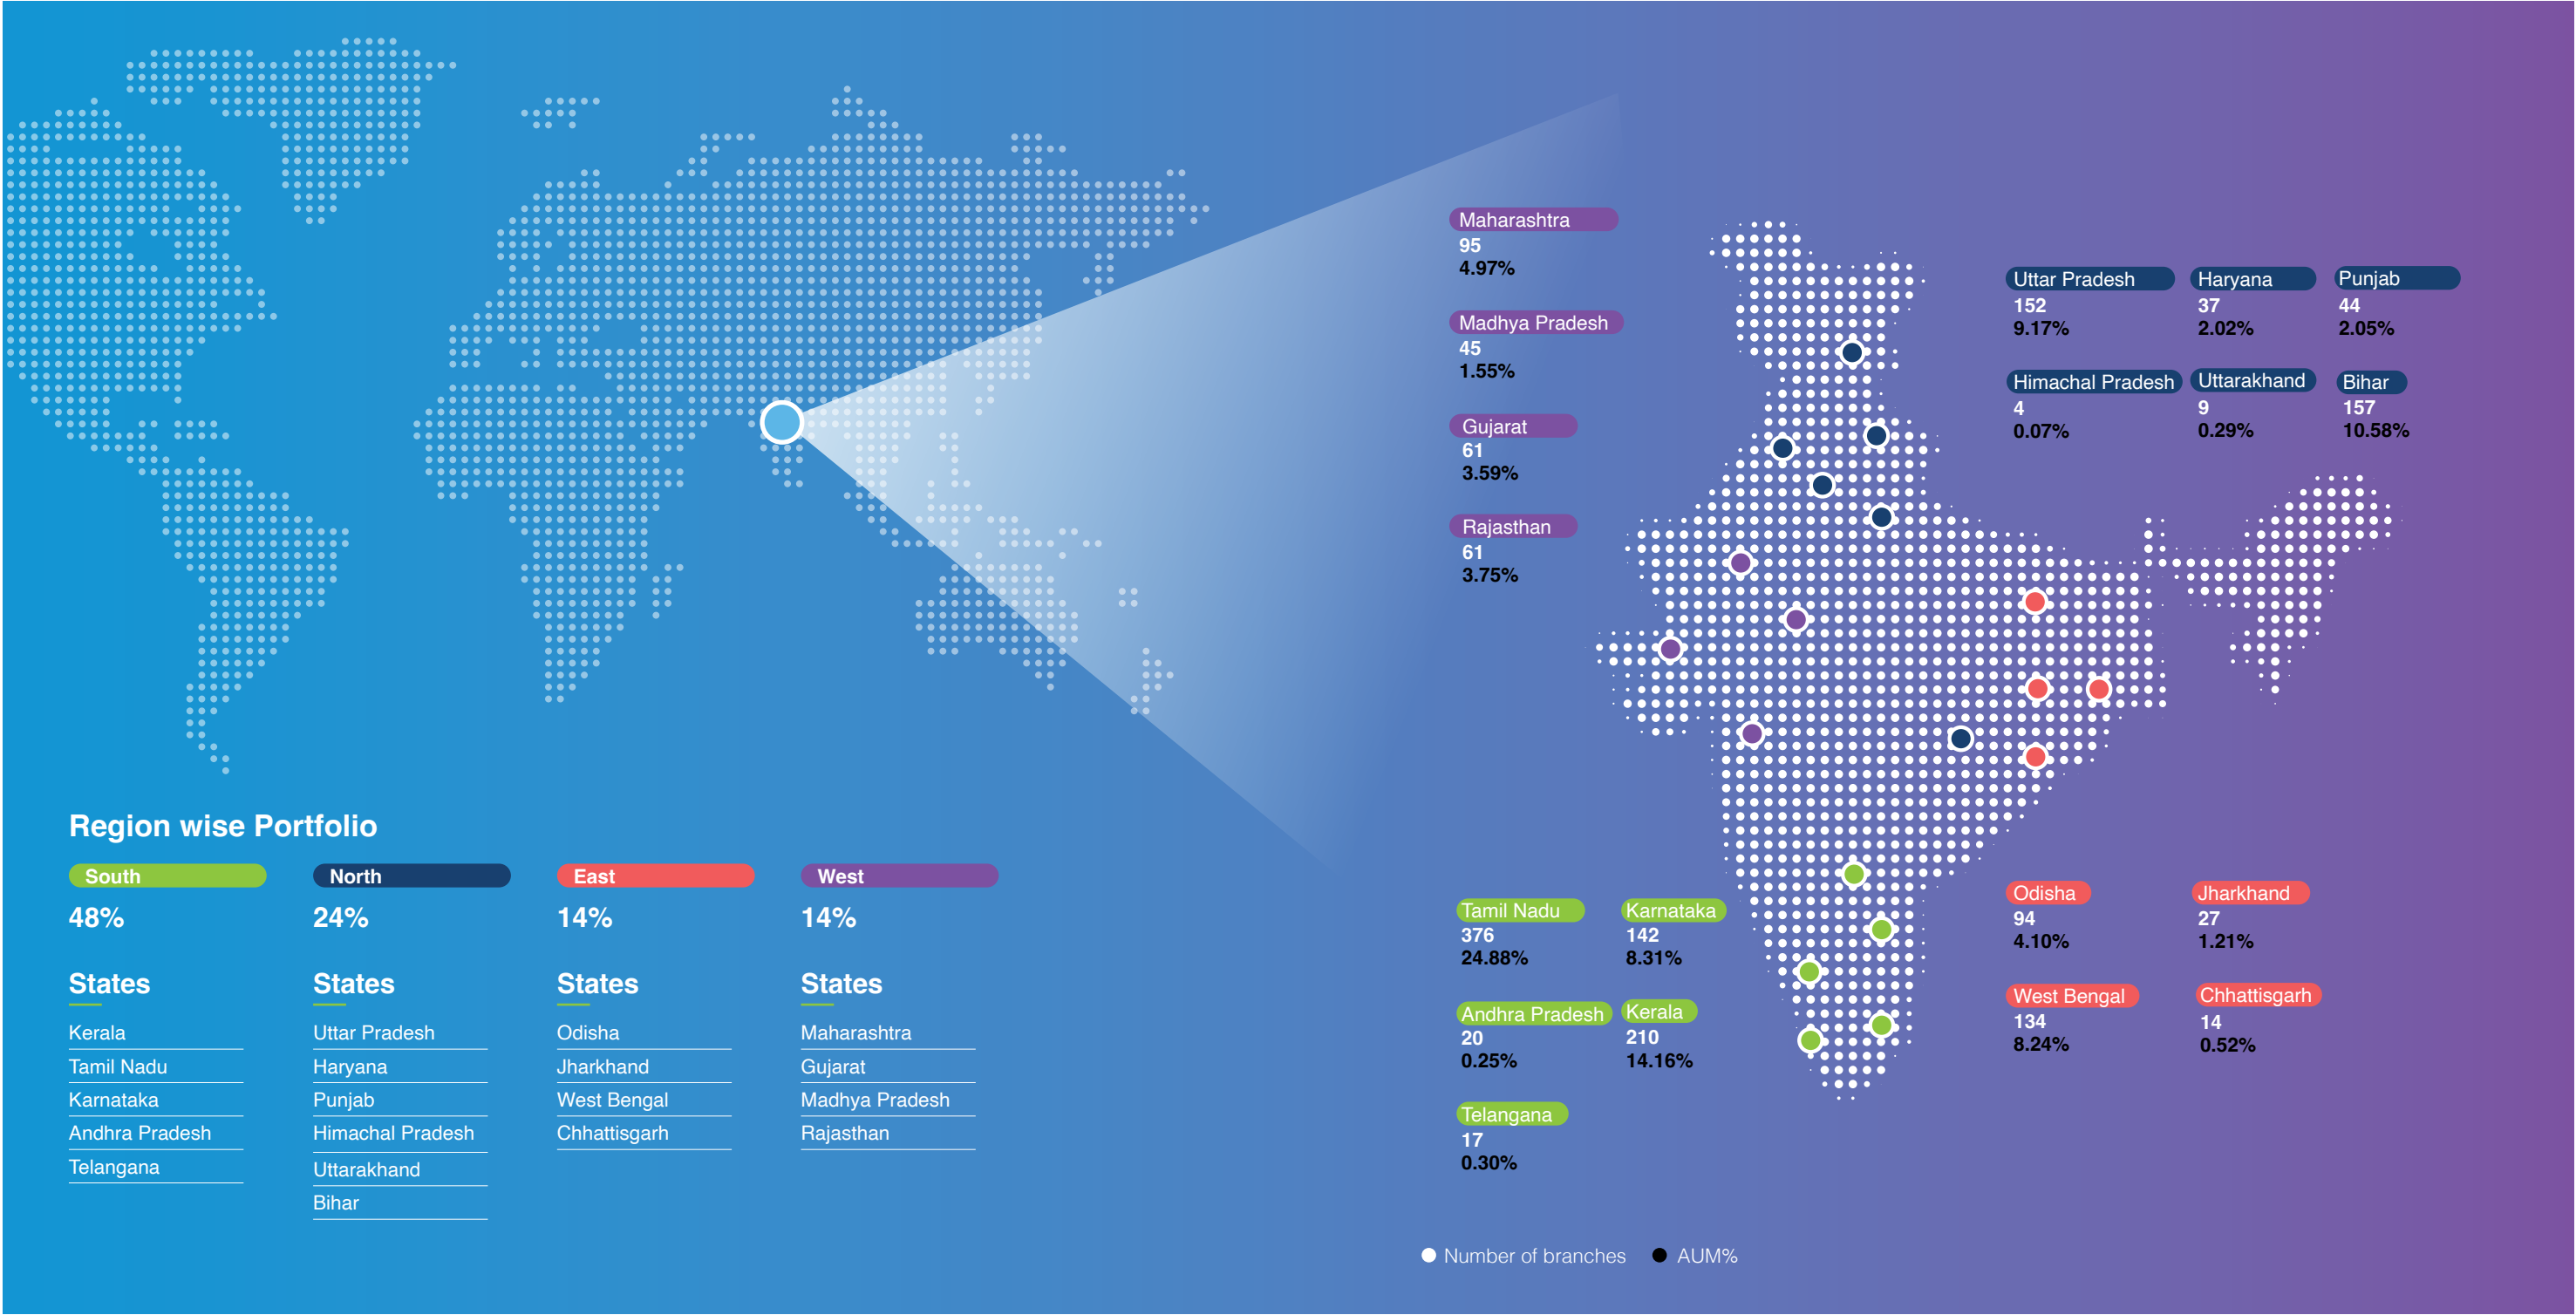 Maharashtra
95
4.97%
Madhya Pradesh
45
1.55%
Gujarat
61
3.59%
Rajasthan
61
3.75%
Uttar Pradesh
152
9.17%
Haryana
37
2.02%
Punjab
44
2.05%
Himachal Pradesh
4
0.07%
Uttarakhand
9
0.29%
Bihar
157
10.58%
Region wise Portfolio
South
48%
States
Kerala
Tamil Nadu
Karnataka
Andhra Pradesh
Telangana
North
24%
States
Uttar Pradesh
Haryana
Punjab
Himachal Pradesh
Uttarakhand
Bihar
East
14%
States
Odisha
Jharkhand
West Bengal
Chhattisgarh
West
14%
States
Maharashtra
Gujarat
Madhya Pradesh
Rajasthan
Tamil Nadu
376
24.88%
Karnataka
142
8.31%
Andhra Pradesh
20
0.25%
Kerala
210
14.16%
Telangana
17
0.30%
Odisha
94
4.10%
Jharkhand
27
1.21%
West Bengal
134
8.24%
Chhattisgarh
14
0.52%
Number of branches
AUM%